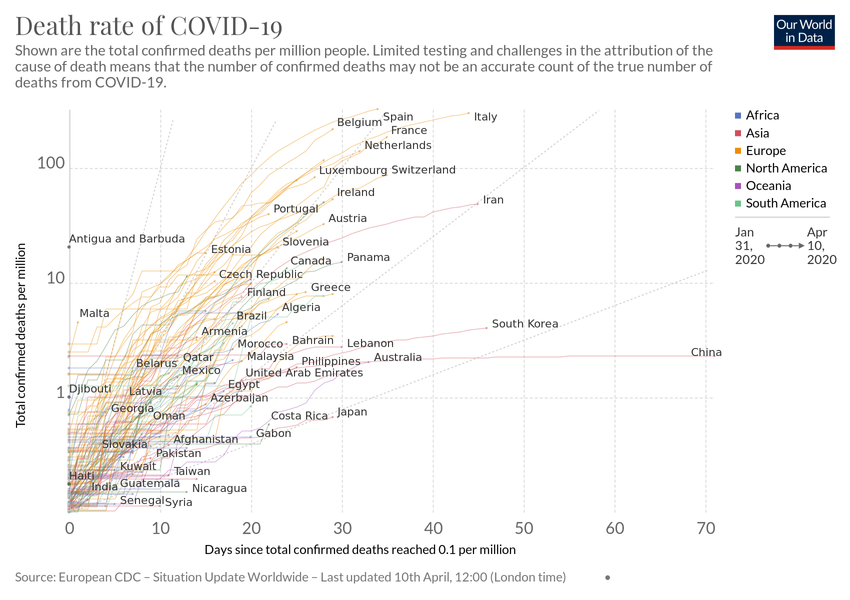 Death rate of COVID-19
Our World
in Data
Shown are the total confirmed deaths per million people. Limited testing and challenges in the attribution of the
cause of death means that the number of confirmed deaths may not be an accurate count of the true number of
deaths from COVID-19.
Total confirmed deaths per million
100
10
1
Spain
Belgium
Italy
France
Netherlands
Luxembourg
Switzerland
Ireland
Iran
Portugal
Austria
Antigua and Barbuda
Slovenia
Estonia
Canada
Panama
Czech Republic
Finland
Greece
Algeria
Malta
Brazil
South Korea
Armenia
Morocco
Bahrain
Lebanon
China
Qatar
Malaysia
Australia
Belarus
Philippines
Mexico
United Arab Emirates
Djibouti
Latvia
Egypt
Azerbaijan
Georgia
Oman
Costa Rica
Japan
Gabon
Slovakia
Afghanistan
Pakistan
Kuwait
Taiwan
Haiti
India
Guatemala
Nicaragua
Senegal
Syria
0
10
20
30
40
50
60
70
Days since total confirmed deaths reached 0.1 per million
Africa
Asia
Europe
North America
Oceania
South America
Jan
31,
2020
Apr
10,
2020
Source: European CDC – Situation Update Worldwide – Last updated 10th April, 12:00 (London time)